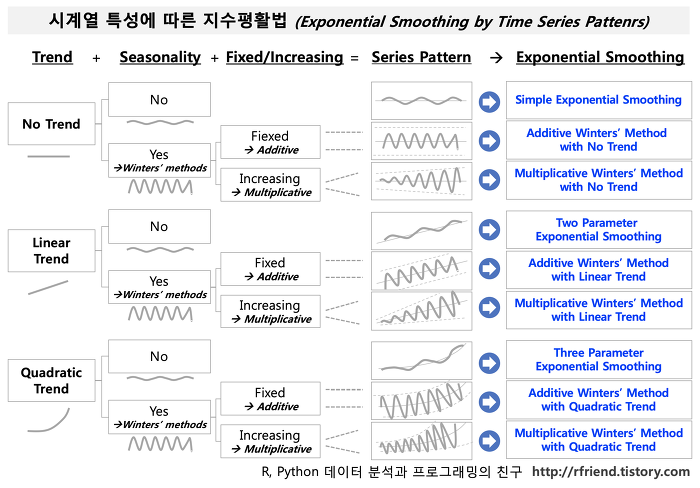 시계열 특성에 따른 지수평활법 (Exponential Smoothing by Time Series Pattenrs)
Trend + Seasonality + Fixed/Increasing = Series Pattern → Exponential Smoothing
No Trend
No
Simple Exponential Smoothing
Yes
→Winters' methods
Fiexed
→ Additive
Additive Winters' Method
with No Trend
Increasing
→ Multiplicative
Multiplicative Winters' Method
with No Trend
Linear
Trend
No
Two Parameter
Exponential Smoothing
Yes
→Winters' methods
Fixed
→ Additive
Additive Winters' Method
with Linear Trend
Increasing
→ Multiplicative
Multiplicative Winters' Method
with Linear Trend
Quadratic
Trend
No
Three Parameter
Exponential Smoothing
Yes
→Winters' methods
Fixed
→ Additive
Additive Winters' Method
with Quadratic Trend
Increasing
→ Multiplicative
Multiplicative Winters' Method
with Quadratic Trend
R, Python 데이터 분석과 프로그래밍의 친구 http://rfriend.tistory.com